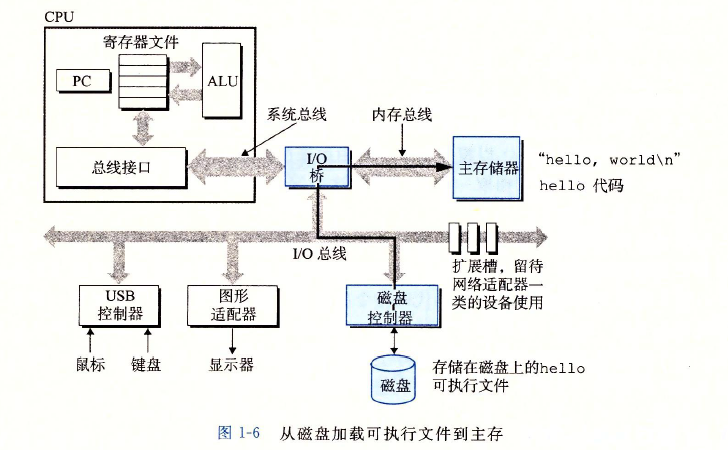 CPU
寄存器文件
PC
ALU
系统总线
内存总线
总线接口
I/O
桥
主存储器
“hello, world\n”
hello 代码
I/O 总线
扩展槽，留待
网络适配器一
类的设备使用
USB
控制器
图形
适配器
磁盘
控制器
鼠标
键盘
显示器
磁盘
存储在磁盘上的hello
可执行文件
图 1-6 从磁盘加载可执行文件到主存